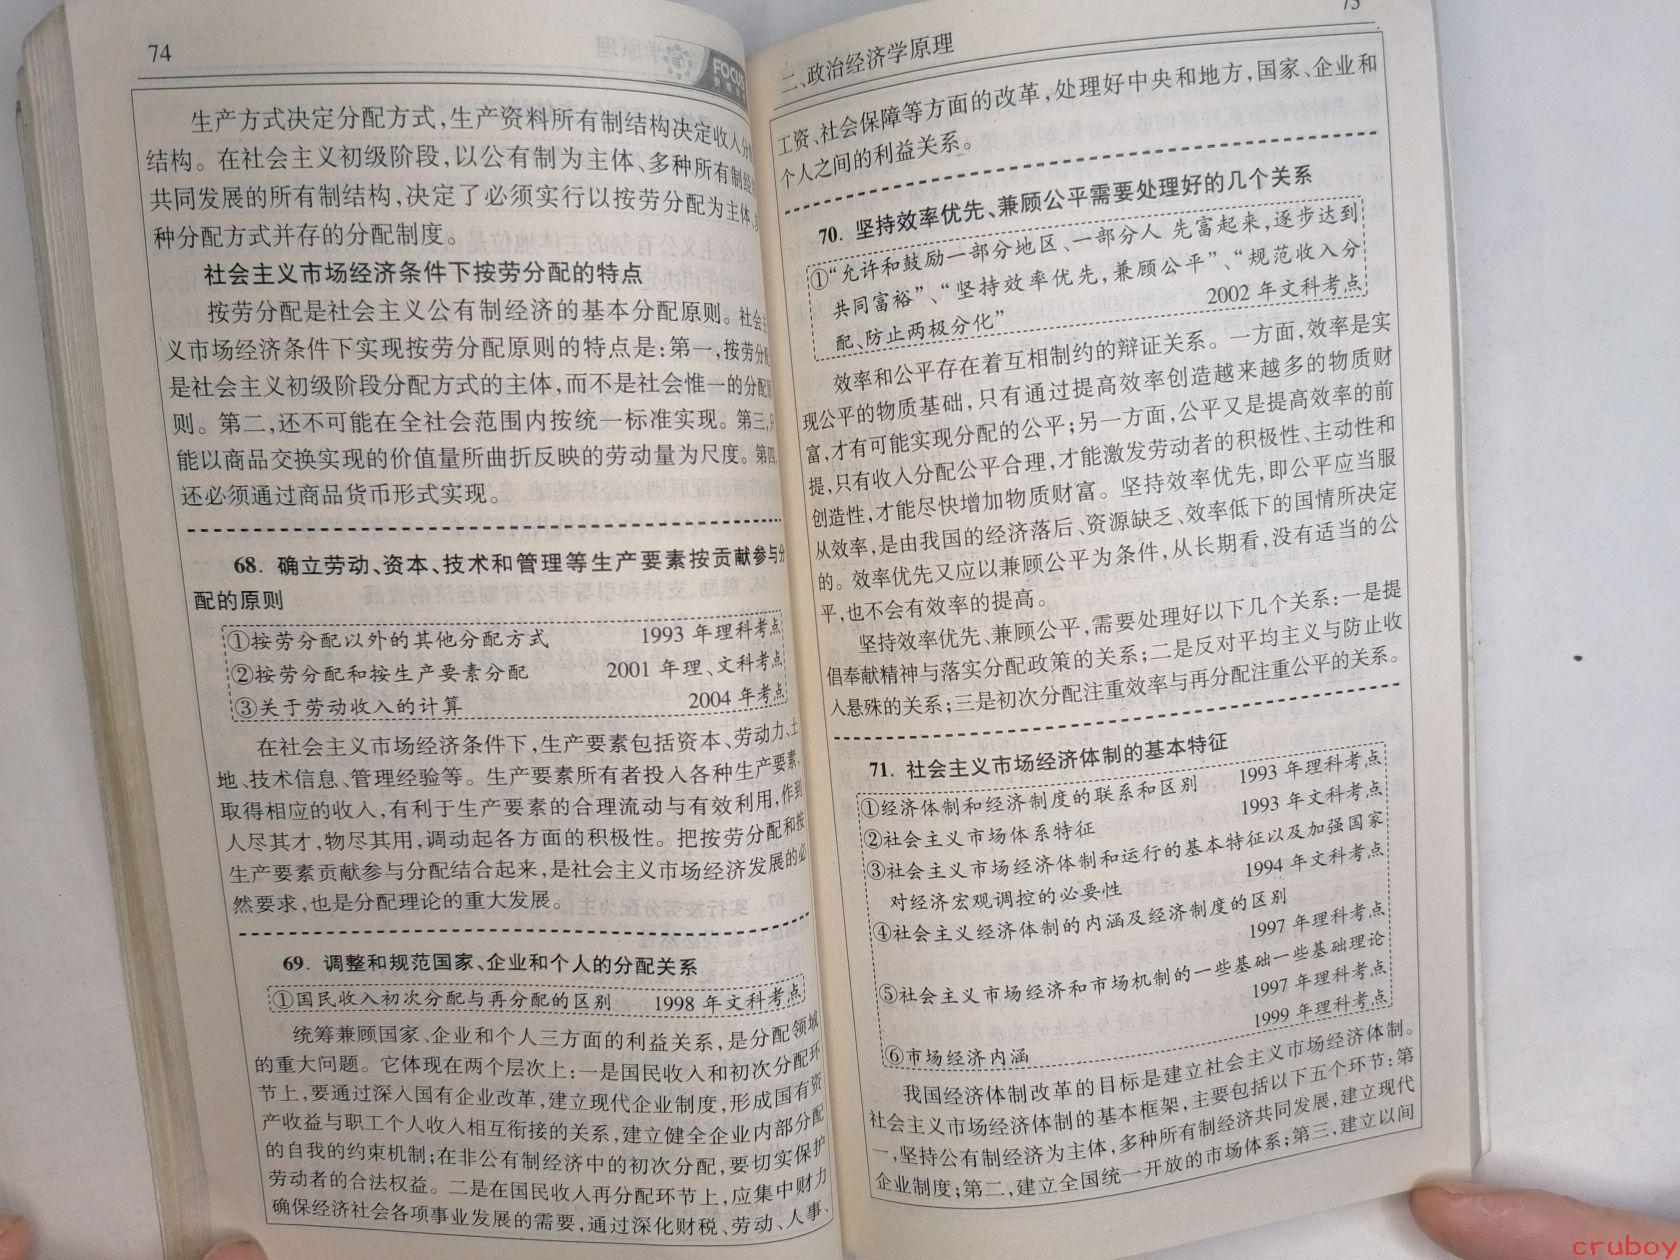 74
FOCUS
生产方式决定分配方式,生产资料所有制结构决定收入分配
结构。在社会主义初级阶段,以公有制为主体、多种所有制经济
共同发展的所有制结构,决定了必须实行以按劳分配为主体、多
种分配方式并存的分配制度。
社会主义市场经济条件下按劳分配的特点
按劳分配是社会主义公有制经济的基本分配原则。社会主
义市场经济条件下实现按劳分配原则的特点是:第一,按劳分配
是社会主义初级阶段分配方式的主体,而不是社会惟一的分配原
则。第二,还不可能在全社会范围内按统一标准实现。第三,只
能以商品交换实现的价值量所曲折反映的劳动量为尺度。第四,
还必须通过商品货币形式实现。
68. 确立劳动、资本、技术和管理等生产要素按贡献参与分
配的原则
①按劳分配以外的其他分配方式 1993 年理科考点
②按劳分配和按生产要素分配 2001 年理、文科考点
③关于劳动收入的计算 2004 年考点
在社会主义市场经济条件下,生产要素包括资本、劳动力、土
地、技术信息、管理经验等。生产要素所有者投入各种生产要素,
取得相应的收入,有利于生产要素的合理流动与有效利用,作到
人尽其才,物尽其用,调动起各方面的积极性。把按劳分配和按
生产要素贡献参与分配结合起来,是社会主义市场经济发展的必
然要求,也是分配理论的重大发展。
69. 调整和规范国家、企业和个人的分配关系
①国民收入初次分配与再分配的区别 1998 年文科考点
统筹兼顾国家、企业和个人三方面的利益关系,是分配领域
的重大问题。它体现在两个层次上:一是国民收入和初次分配环
节上,要通过深入国有企业改革,建立现代企业制度,形成国有资
产收益与职工个人收入相互衔接的关系,建立健全企业内部分配
的自我的约束机制;在非公有制经济中的初次分配,要切实保护
劳动者的合法权益。二是在国民收入再分配环节上,应集中财力
确保经济社会各项事业发展的需要,通过深化财税、劳动、人事、
75
二、政治经济学原理
工资、社会保障等方面的改革,处理好中央和地方,国家、企业和
个人之间的利益关系。
70. 坚持效率优先、兼顾公平需要处理好的几个关系
①“允许和鼓励一部分地区、一部分人 先富起来,逐步达到
共同富裕”、“坚持效率优先,兼顾公平”、“规范收入分
配、防止两极分化” 2002 年文科考点
效率和公平存在着互相制约的辩证关系。一方面,效率是实
现公平的物质基础,只有通过提高效率创造越来越多的物质财
富,才有可能实现分配的公平;另一方面,公平又是提高效率的前
提,只有收入分配公平合理,才能激发劳动者的积极性、主动性和
创造性,才能尽快增加物质财富。坚持效率优先,即公平应当服
从效率,是由我国的经济落后、资源缺乏、效率低下的国情所决定
的。效率优先又应以兼顾公平为条件,从长期看,没有适当的公
平,也不会有效率的提高。
坚持效率优先、兼顾公平,需要处理好以下几个关系:一是提
倡奉献精神与落实分配政策的关系;二是反对平均主义与防止收
入悬殊的关系;三是初次分配注重效率与再分配注重公平的关系。
71. 社会主义市场经济体制的基本特征
①经济体制和经济制度的联系和区别 1993 年理科考点
②社会主义市场体系特征 1993 年文科考点
③社会主义市场经济体制和运行的基本特征以及加强国家
对经济宏观调控的必要性 1994 年文科考点
④社会主义经济体制的内涵及经济制度的区别
1997 年理科考点
⑤社会主义市场经济和市场机制的一些基础一些基础理论
1997 年理科考点
⑥市场经济内涵 1999 年理科考点
我国经济体制改革的目标是建立社会主义市场经济体制。
社会主义市场经济体制的基本框架,主要包括以下五个环节:第
一,坚持公有制经济为主体,多种所有制经济共同发展,建立现代
企业制度;第二,建立全国统一开放的市场体系;第三,建立以间
cruboy